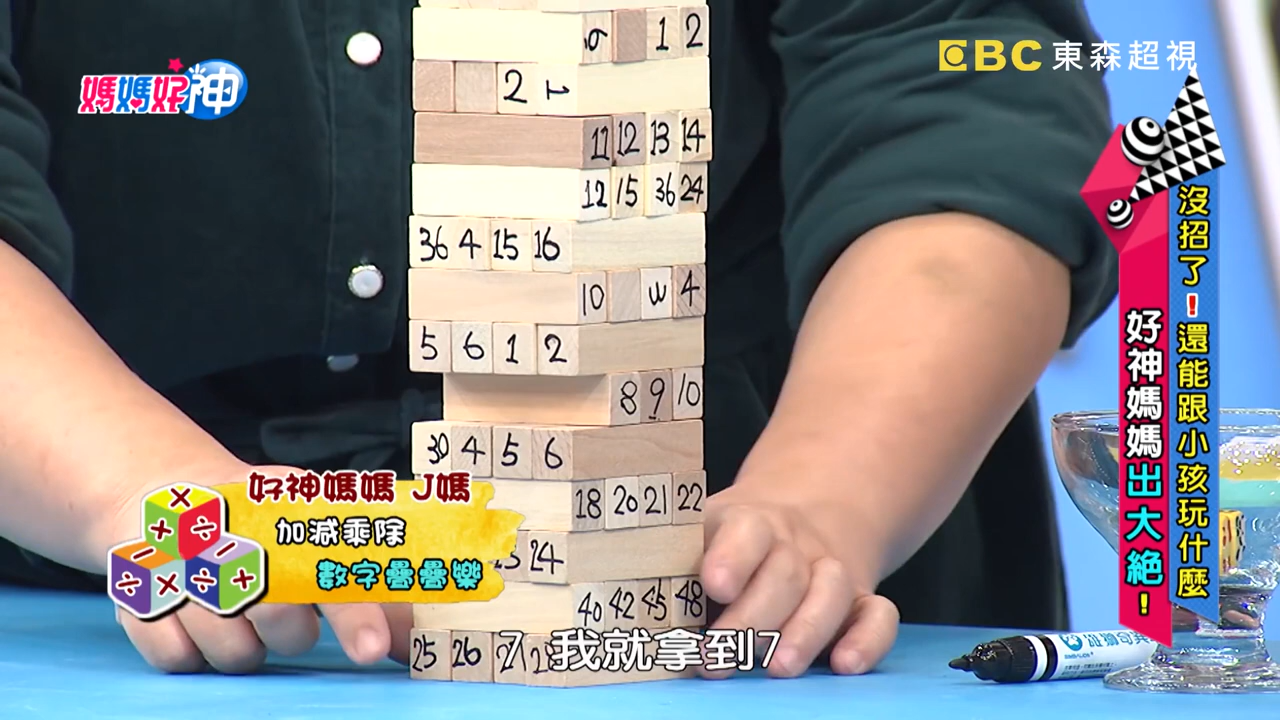 媽媽好神
EBC 東森超視
沒招了！還能跟小孩玩什麼
好神媽媽出大絕！
1 2
2
11 12 13 14
12 15 36 24
36 4 15 16
10 3 4
5 6 1 2
8 9 10
30 4 5 6
18 20 21 22
24
40 42 45 48
25 26
好神媽媽 J媽
加減乘除
數字疊疊樂
7 我就拿到7